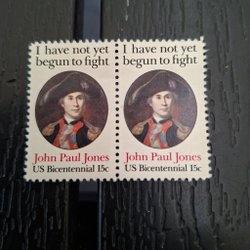 I have not yet
begun to fight
John Paul Jones
US Bicentennial 15c
I have not yet
begun to fight
John Paul Jones
US Bicentennial 15c